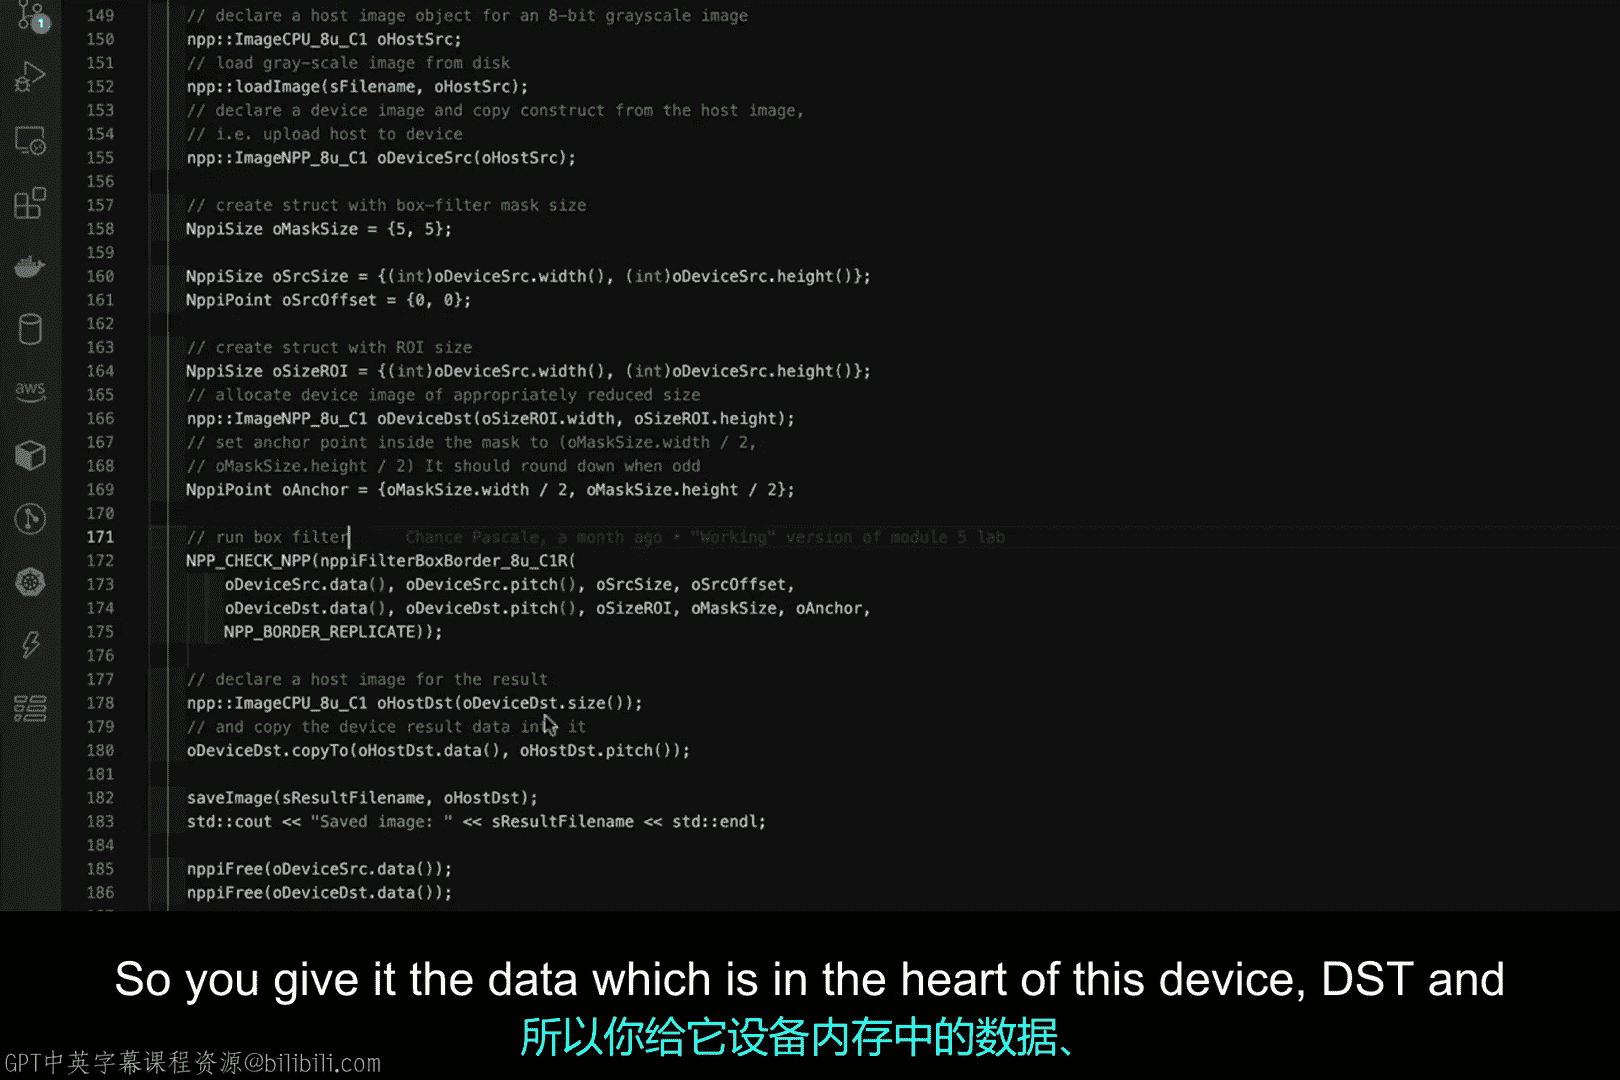 1
aws
149 // declare a host image object for an 8-bit grayscale image
150 npp::ImageCPU_8u_C1 oHostSrc;
151 // load gray-scale image from disk
152 npp::loadImage(sFilename, oHostSrc);
153 // declare a device image and copy construct from the host image,
154 // i.e. upload host to device
155 npp::ImageNPP_8u_C1 oDeviceSrc(oHostSrc);
156
157 // create struct with box-filter mask size
158 NppiSize oMaskSize = {5, 5};
159
160 NppiSize oSrcSize = {(int)oDeviceSrc.width(), (int)oDeviceSrc.height()};
161 NppiPoint oSrcOffset = {0, 0};
162
163 // create struct with ROI size
164 NppiSize oSizeROI = {(int)oDeviceSrc.width(), (int)oDeviceSrc.height()};
165 // allocate device image of appropriately reduced size
166 npp::ImageNPP_8u_C1 oDeviceDst(oSizeROI.width, oSizeROI.height);
167 // set anchor point inside the mask to (oMaskSize.width / 2,
168 // oMaskSize.height / 2) It should round down when odd
169 NppiPoint oAnchor = {oMaskSize.width / 2, oMaskSize.height / 2};
170
171 // run box filter Chance Pascale, a month ago • "Working" version of module 5 lab
172 NPP_CHECK_NPP(nppiFilterBoxBorder_8u_C1R(
173 oDeviceSrc.data(), oDeviceSrc.pitch(), oSrcSize, oSrcOffset,
174 oDeviceDst.data(), oDeviceDst.pitch(), oSizeROI, oMaskSize, oAnchor,
175 NPP_BORDER_REPLICATE));
176
177 // declare a host image for the result
178 npp::ImageCPU_8u_C1 oHostDst(oDeviceDst.size());
179 // and copy the device result data into it
180 oDeviceDst.copyTo(oHostDst.data(), oHostDst.pitch());
181
182 saveImage(sResultFilename, oHostDst);
183 std::cout << "Saved image: " << sResultFilename << std::endl;
184
185 nppiFree(oDeviceSrc.data());
186 nppiFree(oDeviceDst.data());
So you give it the data which is in the heart of this device, DST and
所以你给它设备内存中的数据、
GPT中英字幕课程资源@bilibili.com